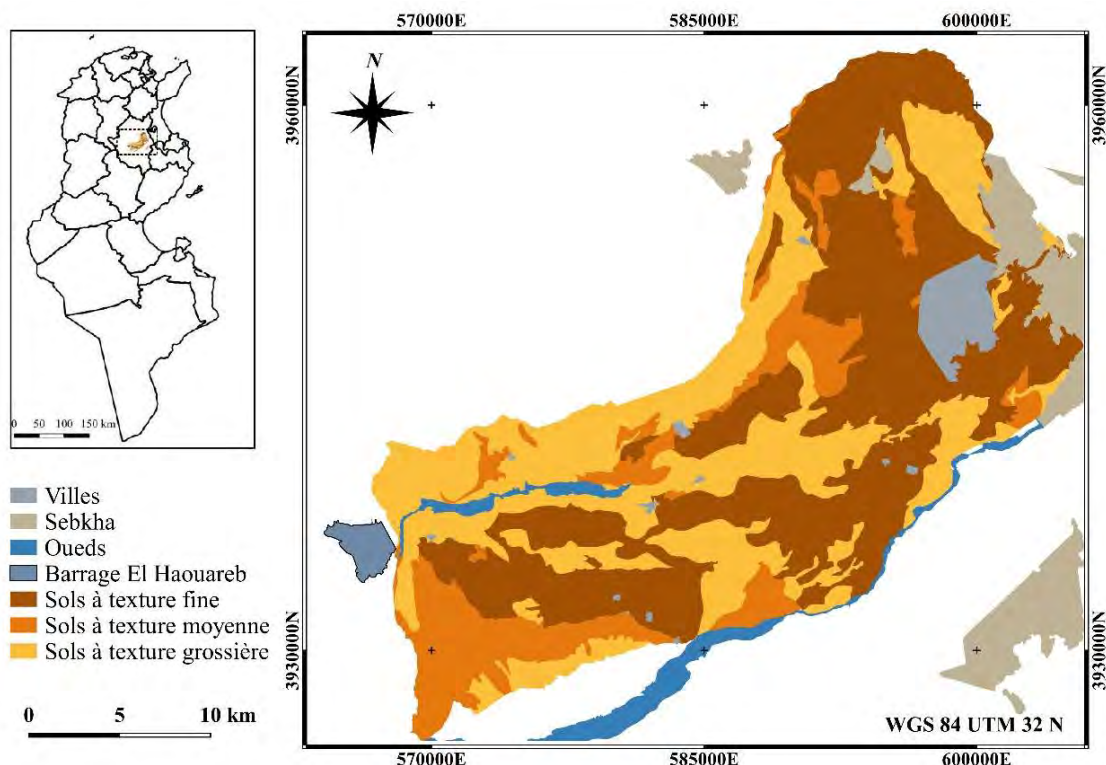 570000E 585000E 600000E
N
3960000N 3960000N
0 50 100 150 km
Villes
Sebkha
Oueds
Barrage El Haouareb
Sols à texture fine
Sols à texture moyenne
Sols à texture grossière
3930000N 3930000N
0 5 10 km
WGS 84 UTM 32 N
570000E 585000E 600000E